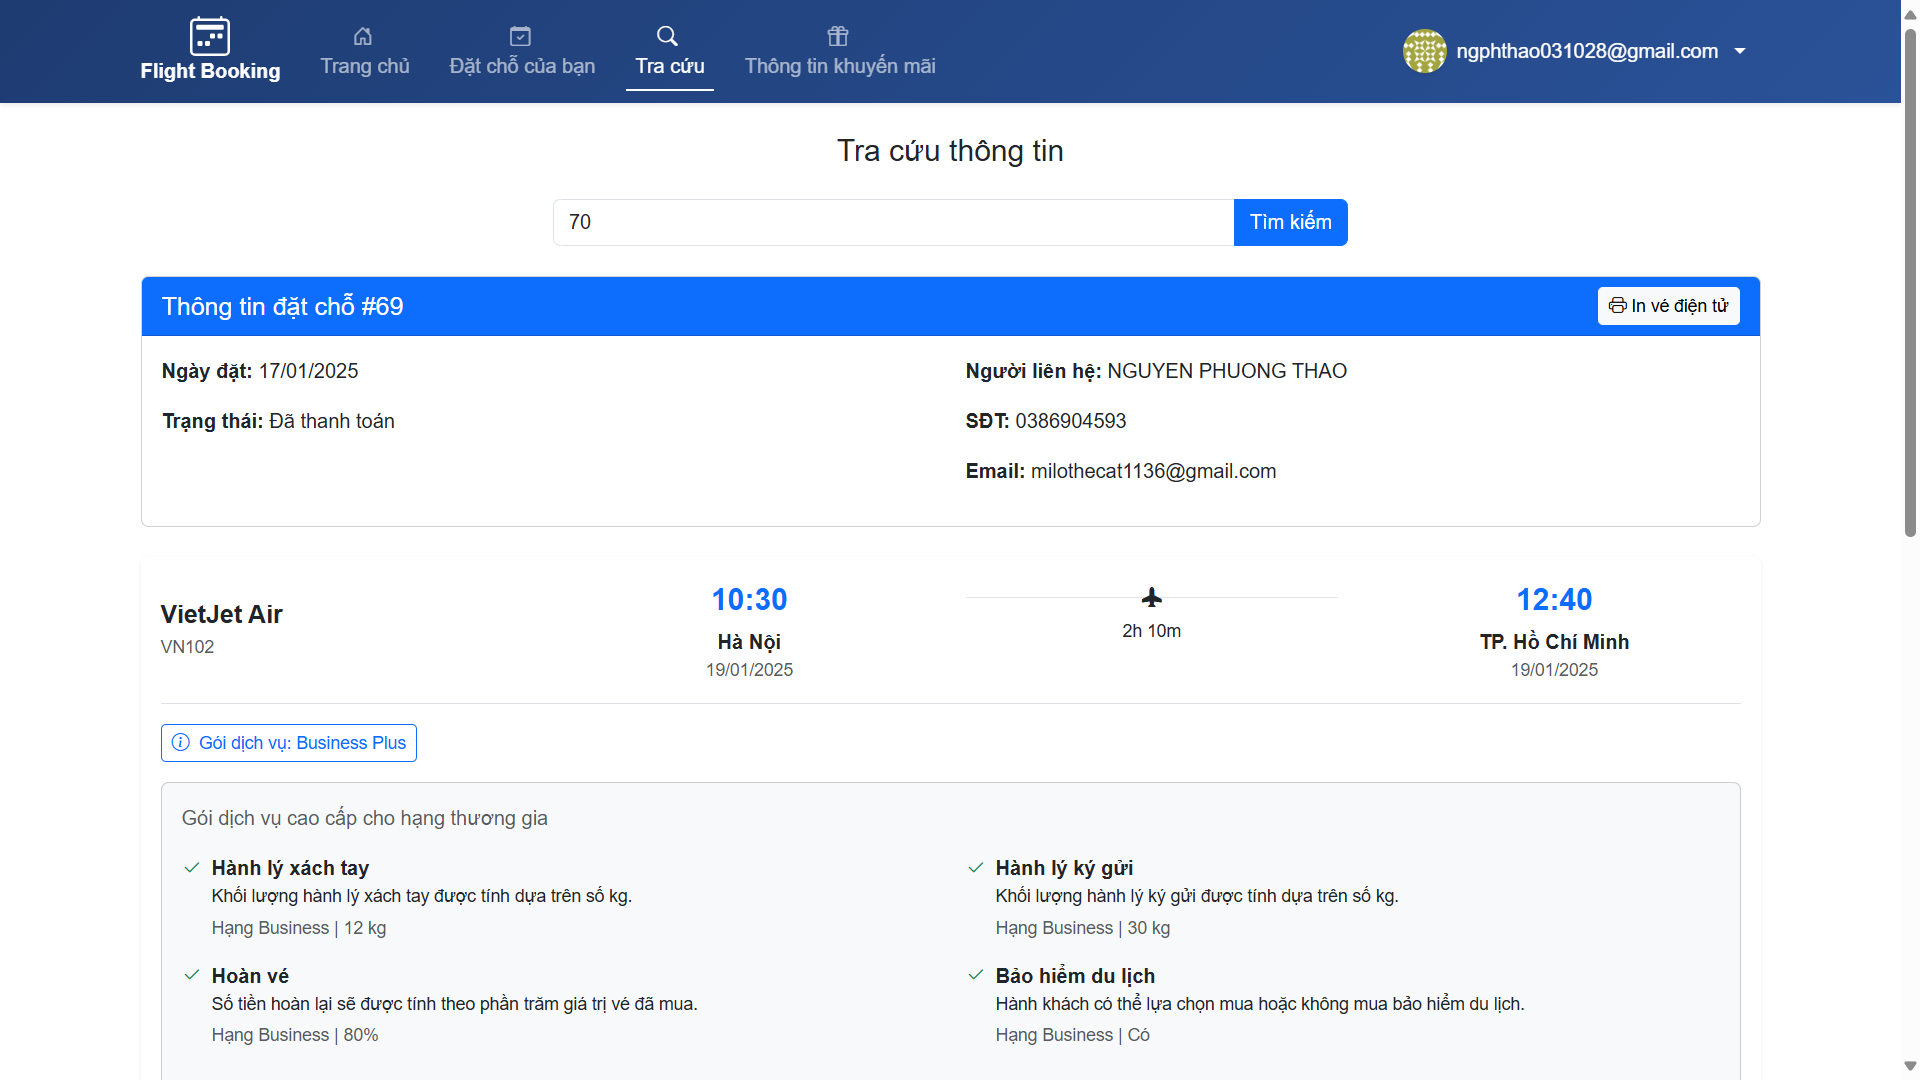 Flight Booking
Trang chủ
Đặt chỗ của bạn
Tra cứu
Thông tin khuyến mãi
ngphthao031028@gmail.com
Tra cứu thông tin
70
Tìm kiếm
Thông tin đặt chỗ #69
In vé điện tử
Ngày đặt: 17/01/2025
Trạng thái: Đã thanh toán
Người liên hệ: NGUYEN PHUONG THAO
SĐT: 0386904593
Email: milothecat1136@gmail.com
VietJet Air
VN102
10:30
Hà Nội
19/01/2025
2h 10m
12:40
TP. Hồ Chí Minh
19/01/2025
Gói dịch vụ: Business Plus
Gói dịch vụ cao cấp cho hạng thương gia
Hành lý xách tay
Khối lượng hành lý xách tay được tính dựa trên số kg.
Hạng Business | 12 kg
Hành lý ký gửi
Khối lượng hành lý ký gửi được tính dựa trên số kg.
Hạng Business | 30 kg
Hoàn vé
Số tiền hoàn lại sẽ được tính theo phần trăm giá trị vé đã mua.
Hạng Business | 80%
Bảo hiểm du lịch
Hành khách có thể lựa chọn mua hoặc không mua bảo hiểm du lịch.
Hạng Business | Có